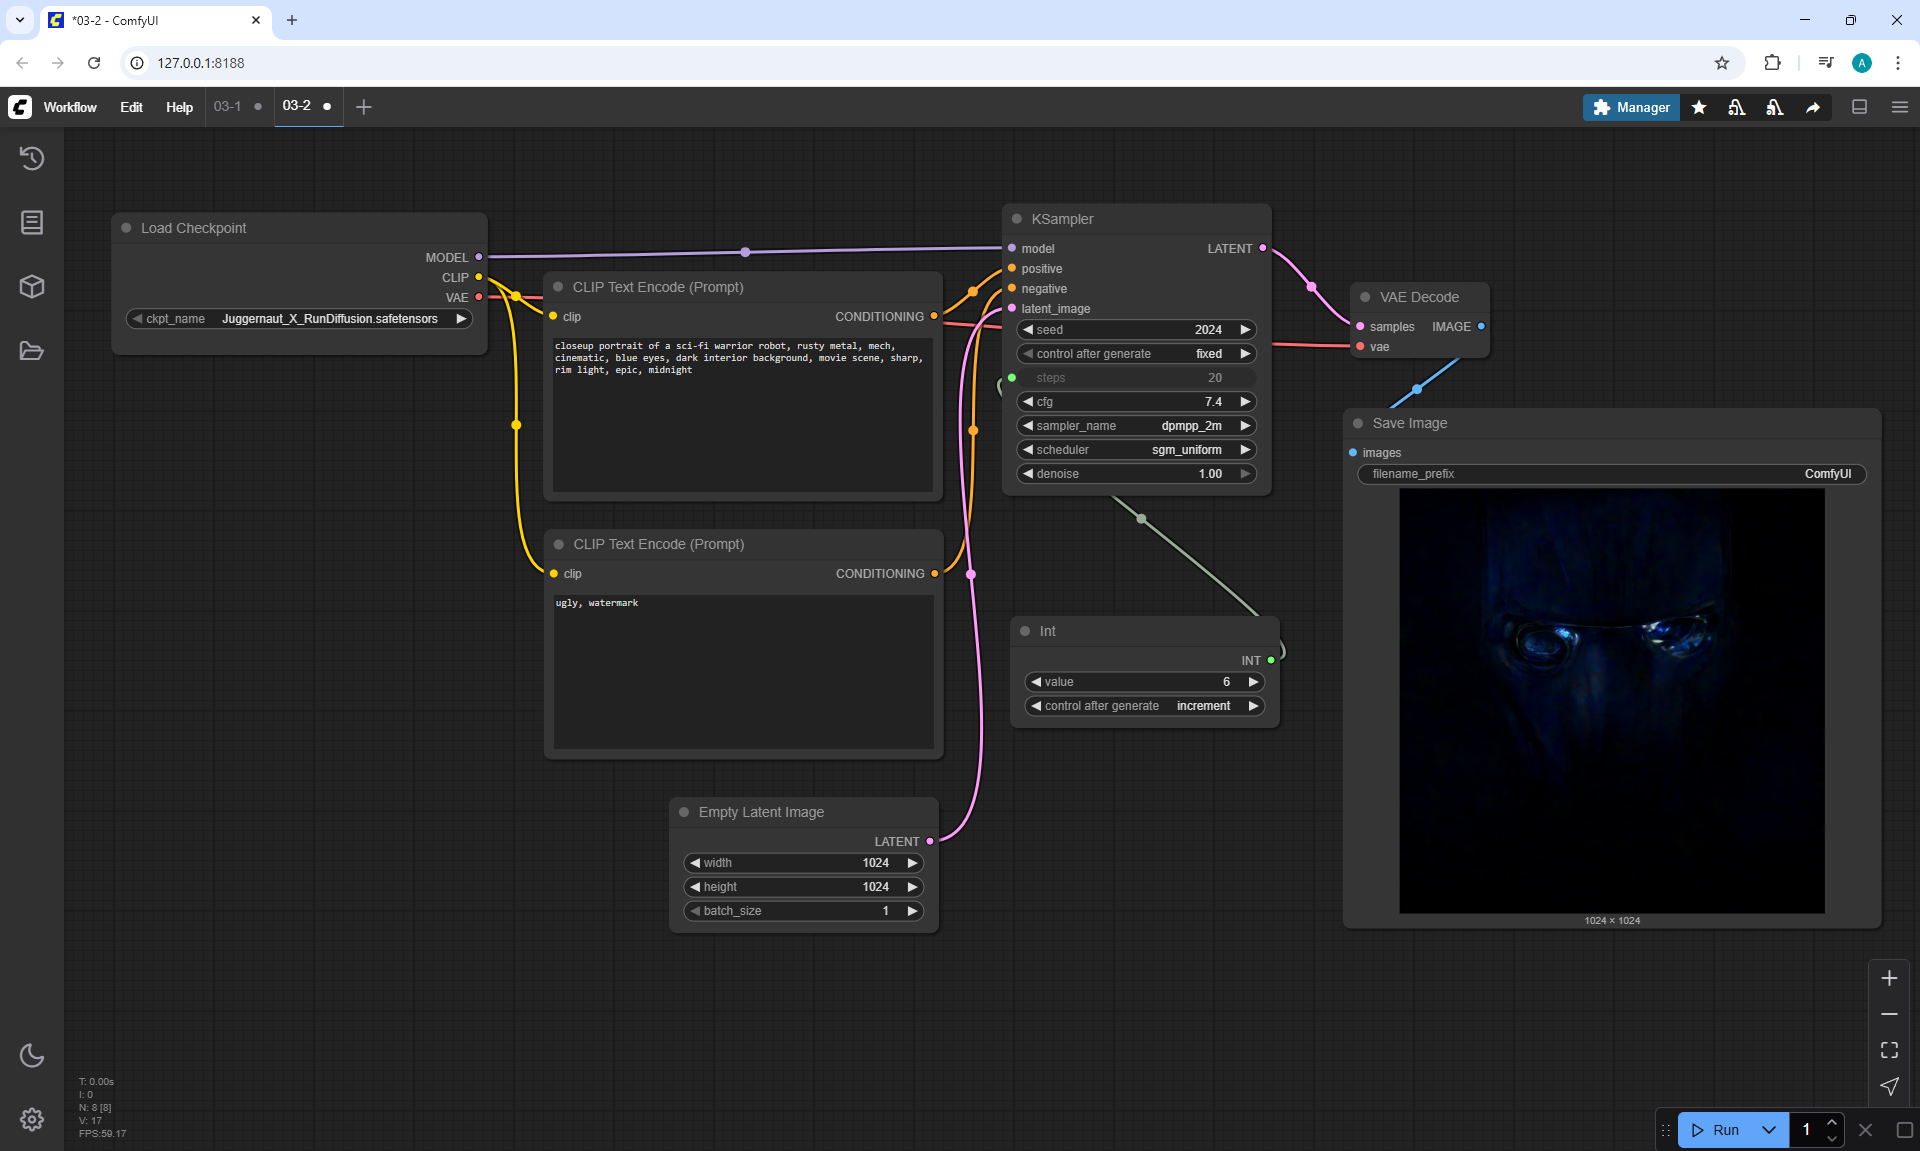 *03-2 - ComfyUI
127.0.0.1:8188
Workflow Edit Help 03-1 03-2
Manager
A
Load Checkpoint
MODEL
CLIP
VAE
ckpt_name Juggernaut_X_RunDiffusion.safetensors
CLIP Text Encode (Prompt)
clip CONDITIONING
closeup portrait of a sci-fi warrior robot, rusty metal, mech,
cinematic, blue eyes, dark interior background, movie scene, sharp,
rim light, epic, midnight
CLIP Text Encode (Prompt)
clip CONDITIONING
ugly, watermark
Empty Latent Image
LATENT
width 1024
height 1024
batch_size 1
KSampler
model LATENT
positive
negative
latent_image
seed 2024
control after generate fixed
steps 20
cfg 7.4
sampler_name dpmpp_2m
scheduler sgm_uniform
denoise 1.00
Int
INT
value 6
control after generate increment
VAE Decode
samples IMAGE
vae
Save Image
images
filename_prefix ComfyUI
1024 × 1024
T: 0.00s
I: 0
N: 8 [8]
V: 17
FPS:59.17
Run 1